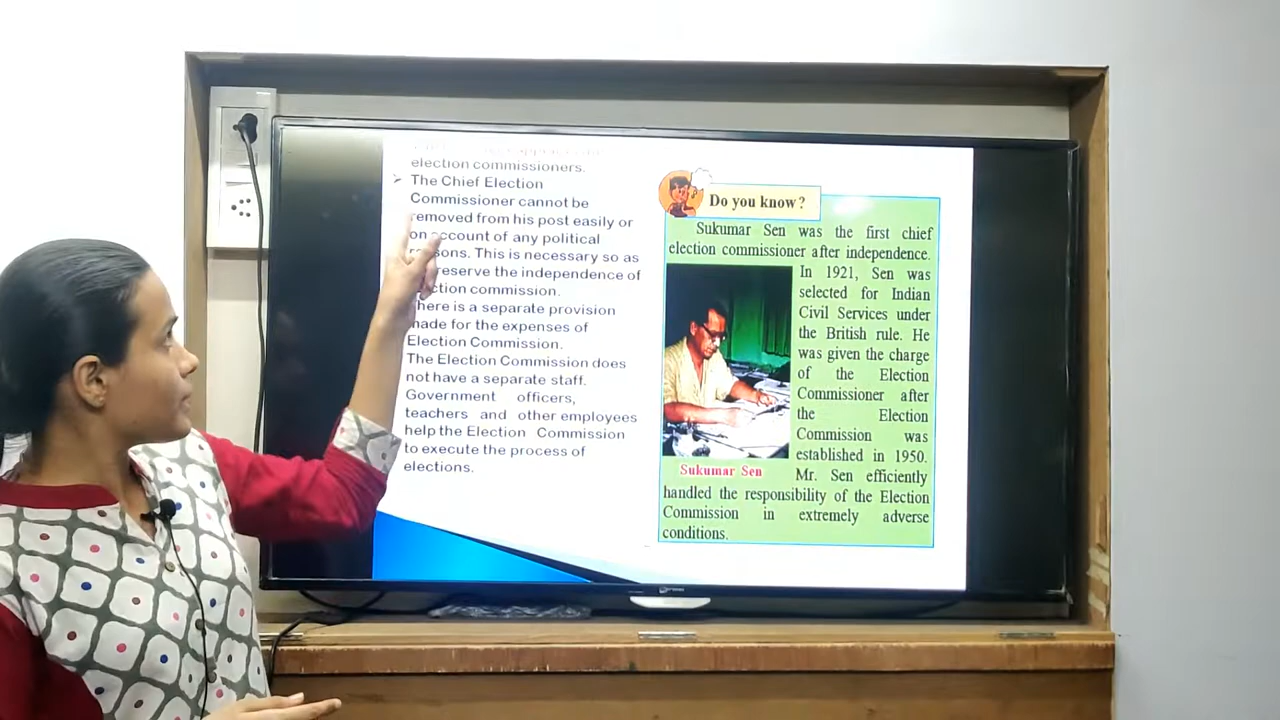 election commissioners.
The Chief Election
Commissioner cannot be
removed from his post easily or
on account of any political
This is necessary so as
reserve the independence of
commission.
here is a separate provision
made for the expenses of
Election Commission.
The Election Commission does
not have a separate staff.
Government officers,
teachers and other employees
help the Election Commission
to execute the process of
elections.
Do you know?
Sukumar Sen was the first chief
election commissioner after independence.
In 1921, Sen was
selected for Indian
Civil Services under
the British rule. He
was given the charge
of the Election
Commissioner after
the Election
Commission was
established in 1950.
Sukumar Sen
Mr. Sen efficiently
handled the responsibility of the Election
Commission in extremely adverse
conditions.